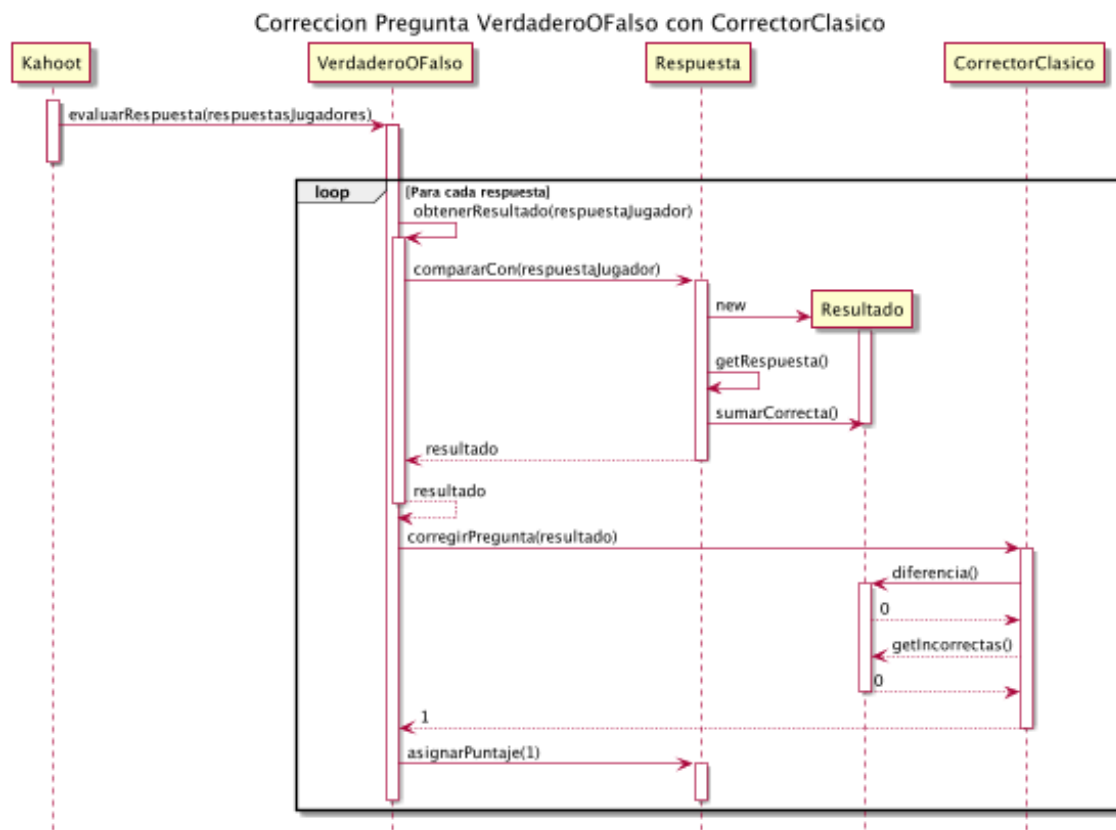 Correccion Pregunta VerdaderoOFalso con CorrectorClasico
Kahoot
VerdaderoOFalso
Respuesta
CorrectorClasico
evaluarRespuesta(respuestasJugadores)
loop
[Para cada respuesta]
obtenerResultado(respuestaJugador)
compararCon(respuestaJugador)
new
Resultado
getRespuesta()
sumarCorrecta()
resultado
resultado
corregirPregunta(resultado)
diferencia()
0
getIncorrectas()
0
1
asignarPuntaje(1)